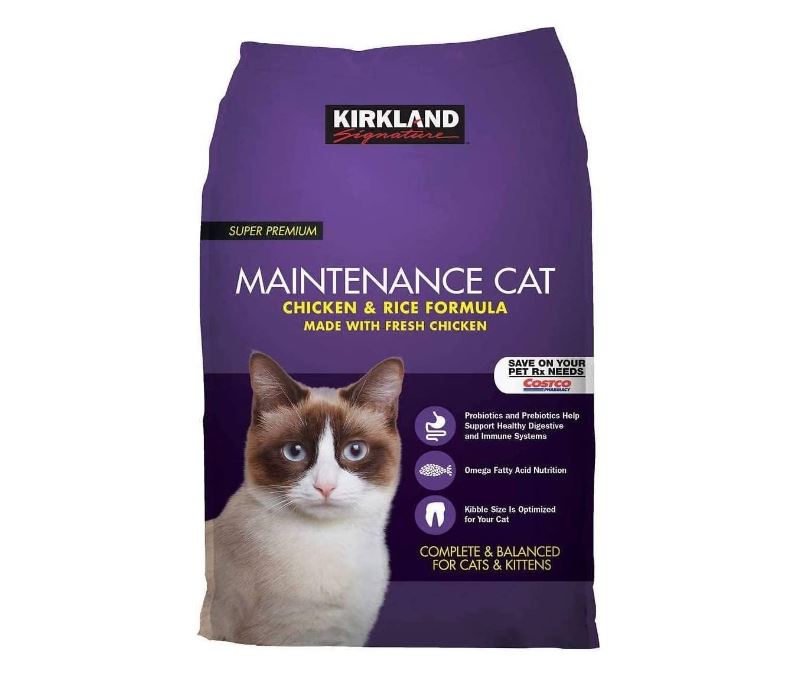 KIRKLAND
Signature
SUPER PREMIUM
MAINTENANCE CAT
CHICKEN & RICE FORMULA
MADE WITH FRESH CHICKEN
SAVE ON YOUR
PET Rx NEEDS
COSTCO
PHARMACY
Probiotics and Prebiotics Help
Support Healthy Digestive
and Immune Systems
Omega Fatty Acid Nutrition
Kibble Size Is Optimized
for Your Cat
COMPLETE & BALANCED
FOR CATS & KITTENS